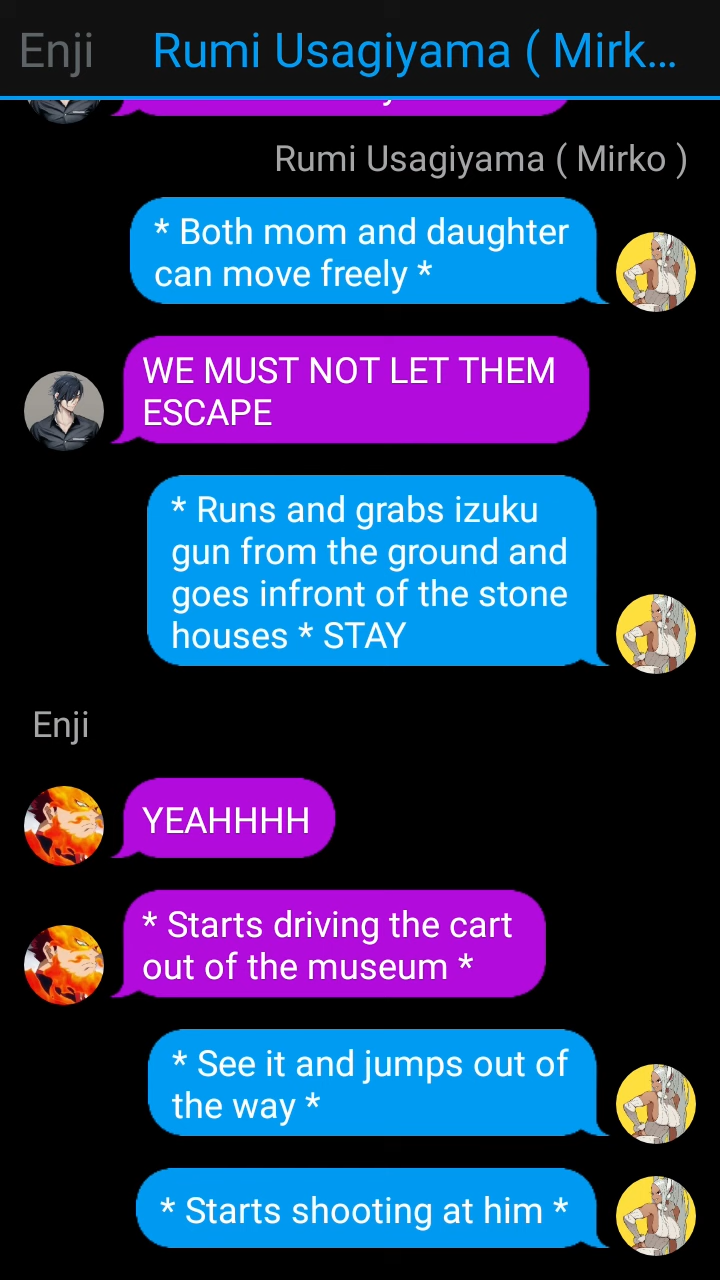 Enji
Rumi Usagiyama ( Mirk...
Rumi Usagiyama ( Mirko )
* Both mom and daughter
can move freely *
WE MUST NOT LET THEM
ESCAPE
* Runs and grabs izuku
gun from the ground and
goes infront of the stone
houses * STAY
Enji
YEAHHHH
* Starts driving the cart
out of the museum *
* See it and jumps out of
the way *
* Starts shooting at him *